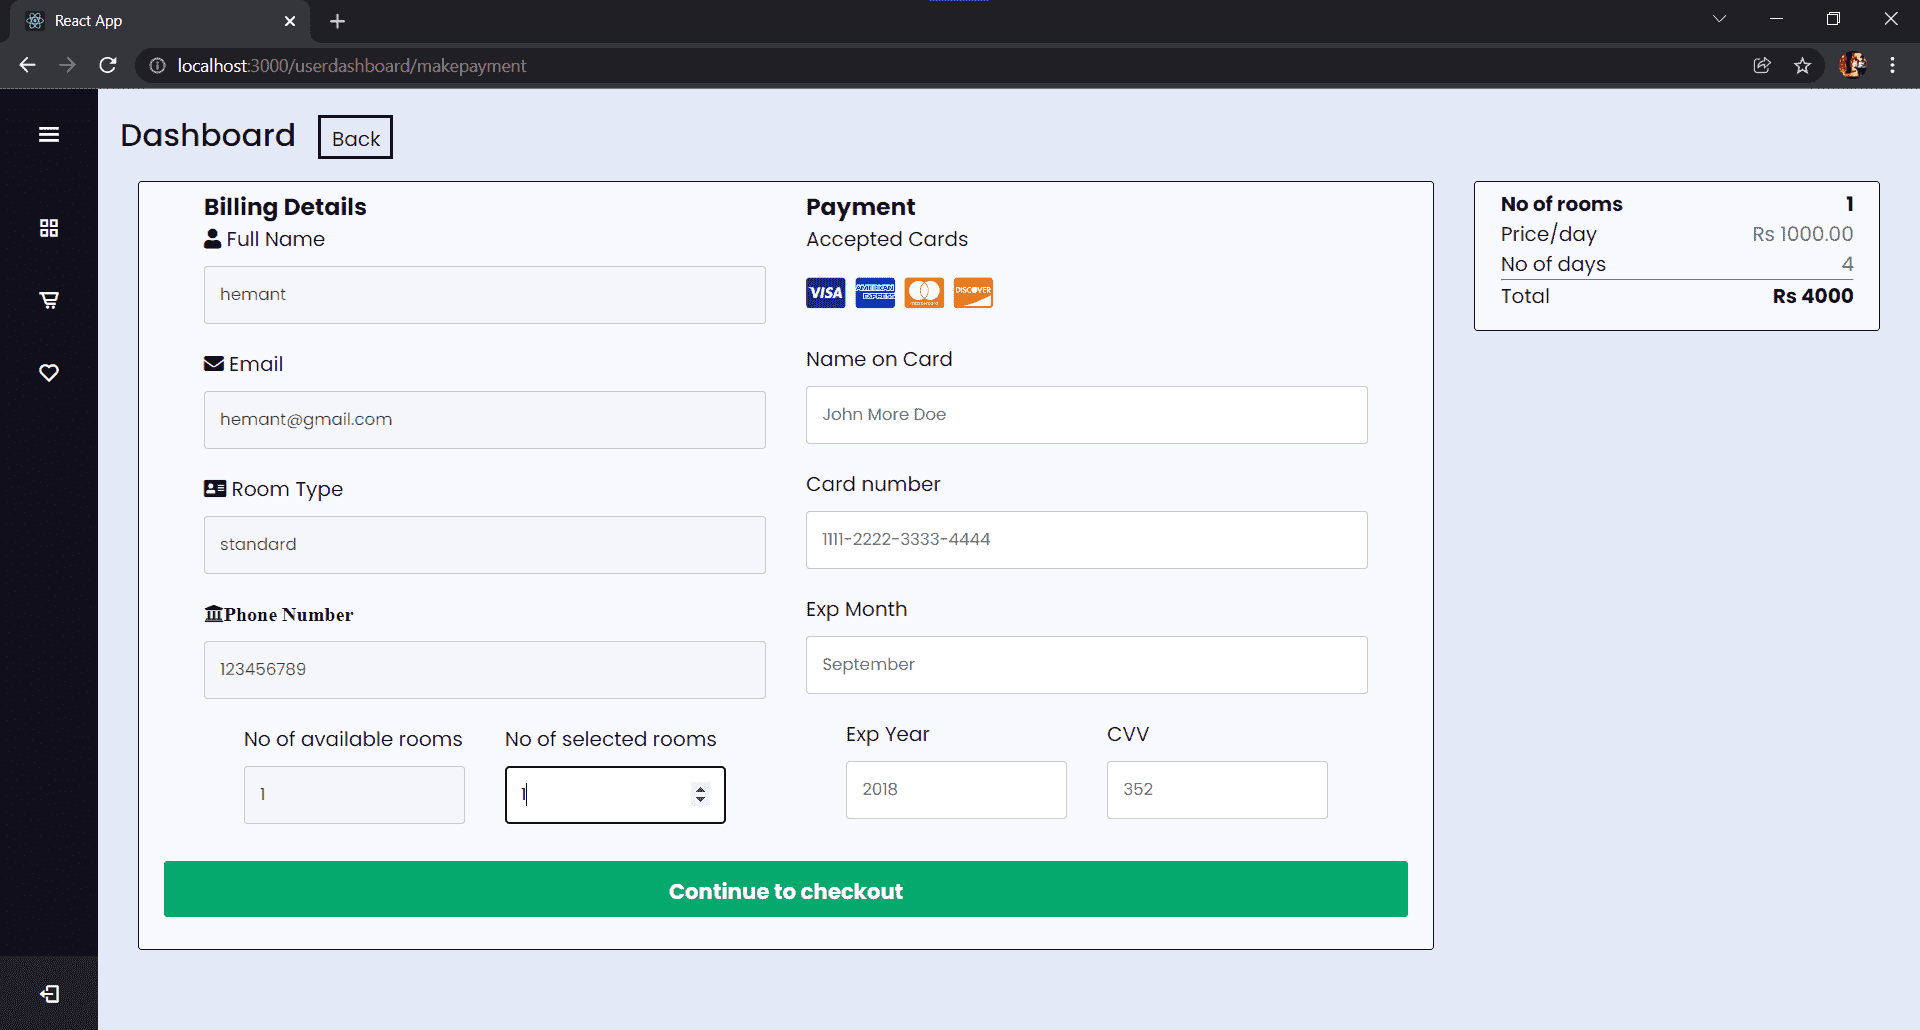 React App
localhost:3000/userdashboard/makepayment
Dashboard
Back
Billing Details
Full Name
hemant
Email
hemant@gmail.com
Room Type
standard
Phone Number
123456789
No of available rooms
No of selected rooms
1
1
Payment
Accepted Cards
VISA
AMERICAN EXPRESS
DISCOVER
Name on Card
John More Doe
Card number
1111-2222-3333-4444
Exp Month
September
Exp Year
CVV
2018
352
Continue to checkout
No of rooms 1
Price/day Rs 1000.00
No of days 4
Total Rs 4000